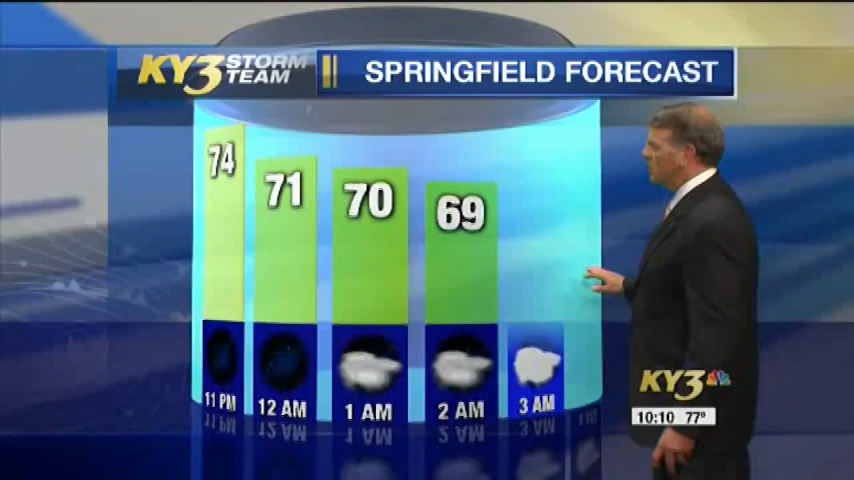 KY3 STORM TEAM
SPRINGFIELD FORECAST
74
71
70
69
11 PM
12 AM
1 AM
2 AM
3 AM
KY3
10:10 77°